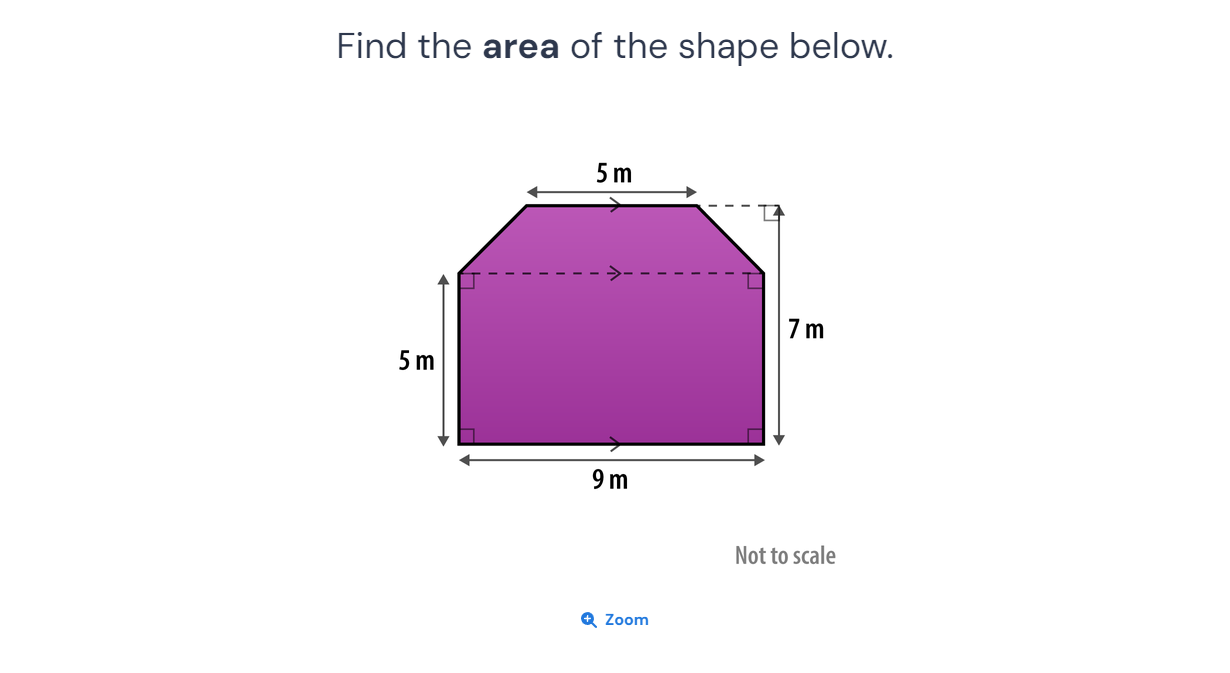 Find the area of the shape below.
5 m
7 m
5 m
9 m
Not to scale
Zoom